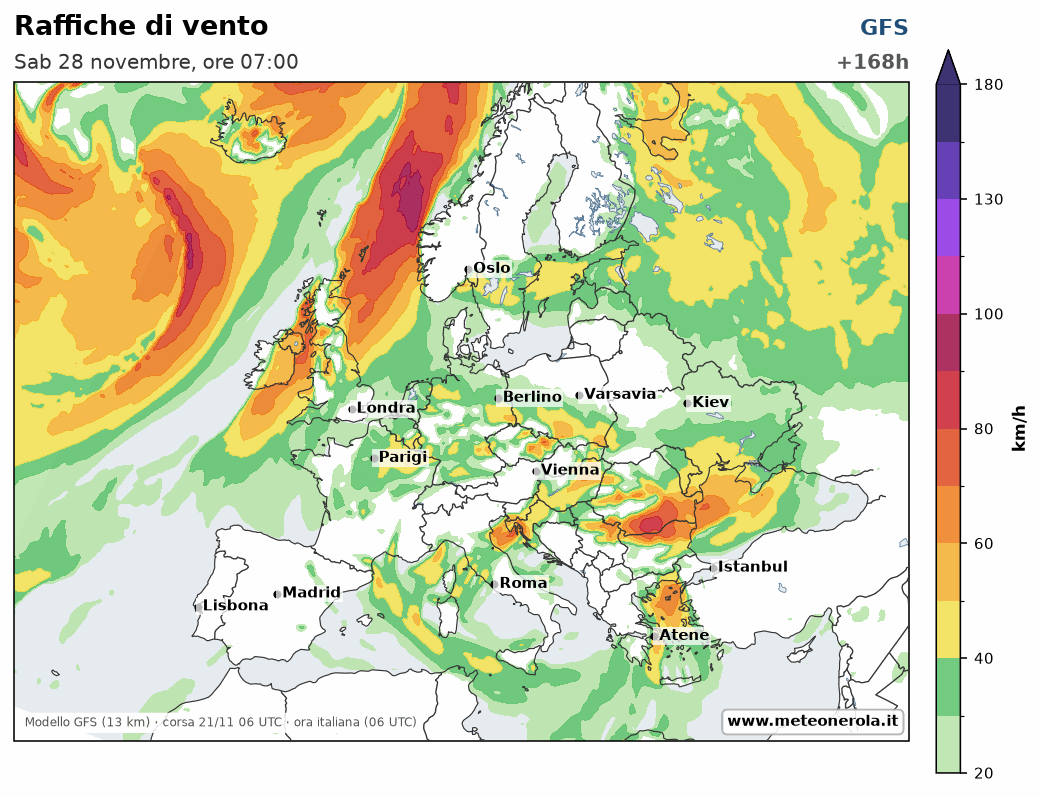 Raffiche di vento
GFS
Sab 28 novembre, ore 07:00
+168h
180
130
100
80
60
40
20
km/h
Oslo
Londra
Berlino
Varsavia
Kiev
Parigi
Vienna
Istanbul
Roma
Madrid
Lisbona
Atene
Modello GFS (13 km) · corsa 21/11 06 UTC · ora italiana (06 UTC)
www.meteonerola.it